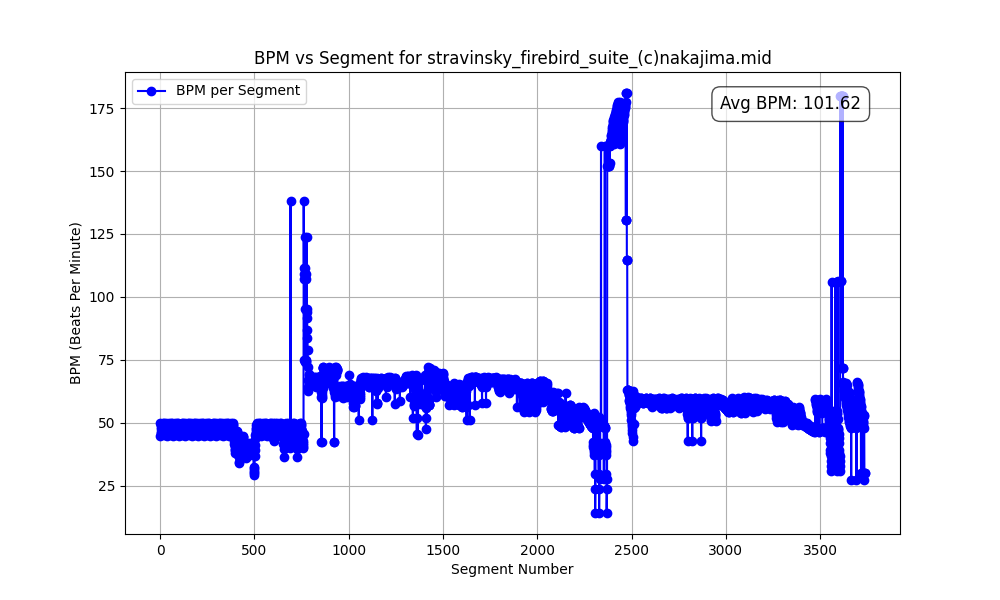 BPM vs Segment for stravinsky_firebird_suite_(c)nakajima.mid
BPM per Segment
Avg BPM: 101.62
BPM (Beats Per Minute)
175
150
125
100
75
50
25
0 500 1000 1500 2000 2500 3000 3500
Segment Number